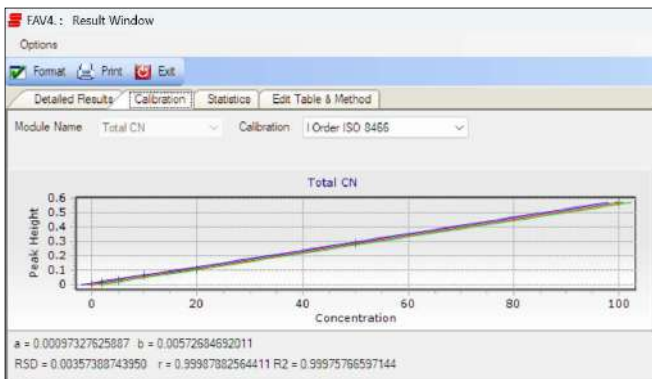 FAV4. : Result Window
Options
Format Print Exit
Detailed Results Calibration Statistics Edit Table & Method
Module Name Total CN Calibration I Order ISO 8466
Total CN
0.6
0.5
0.4
0.3
0.2
0.1
0
Peak Height
0 20 40 60 80 100
Concentration
a = 0.00097327625887 b = 0.00572684692011
RSD = 0.00357388743950 r = 0.99987882564411 R2 = 0.99975766597144